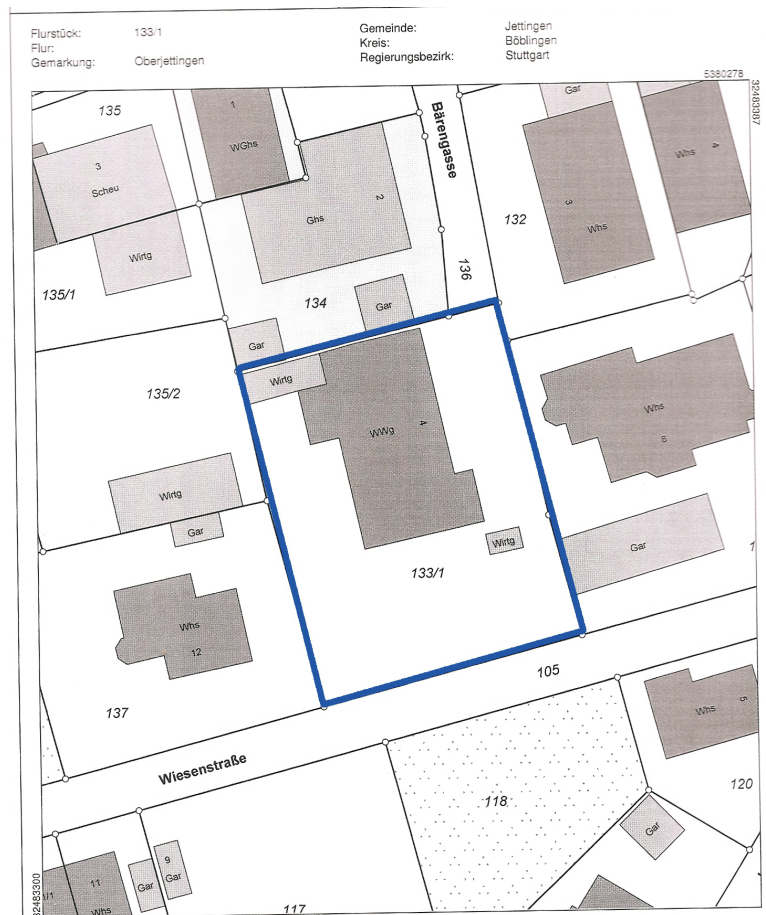 Flurstück: 133/1
Flur:
Gemarkung: Oberjettingen
Gemeinde: Jettingen
Kreis: Böblingen
Regierungsbezirk: Stuttgart
5380278
32483387
135
1
WGhs
Bärengasse
Gar
3
Scheu
Whs
4
2
Ghs
132
3
Whs
Wirtg
136
135/1
134
Gar
Gar
Wirtg
135/2
Whs
WWg
4
Wirtg
Gar
Wirtg
Gar
133/1
Whs
12
105
137
Whs
5
Wiesenstraße
118
120
Gar
9
Gar
11
Gar
Whs
117
32483300